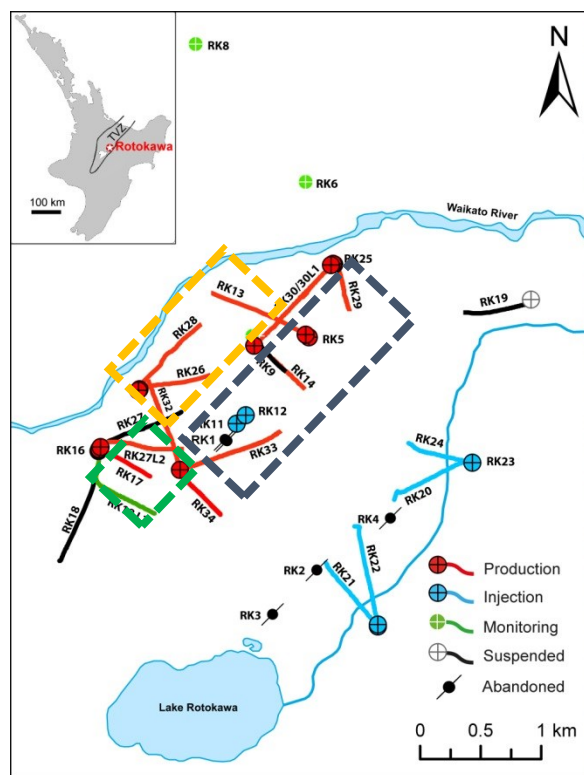 RK8
N
TVZ
Rotokawa
100 km
RK6
Waikato River
RK25
RK13
RK30/30L1
RK29
RK19
RK28
RK5
RK9
RK14
RK26
RK32
RK27
RK12
RK11
RK1
RK16
RK33
RK24
RK27L2
RK23
RK17
RK20
RK18
RK34
RK4
RK22
RK2
RK21
Production
RK3
Injection
Monitoring
Suspended
Abandoned
Lake Rotokawa
0 0.5 1 km